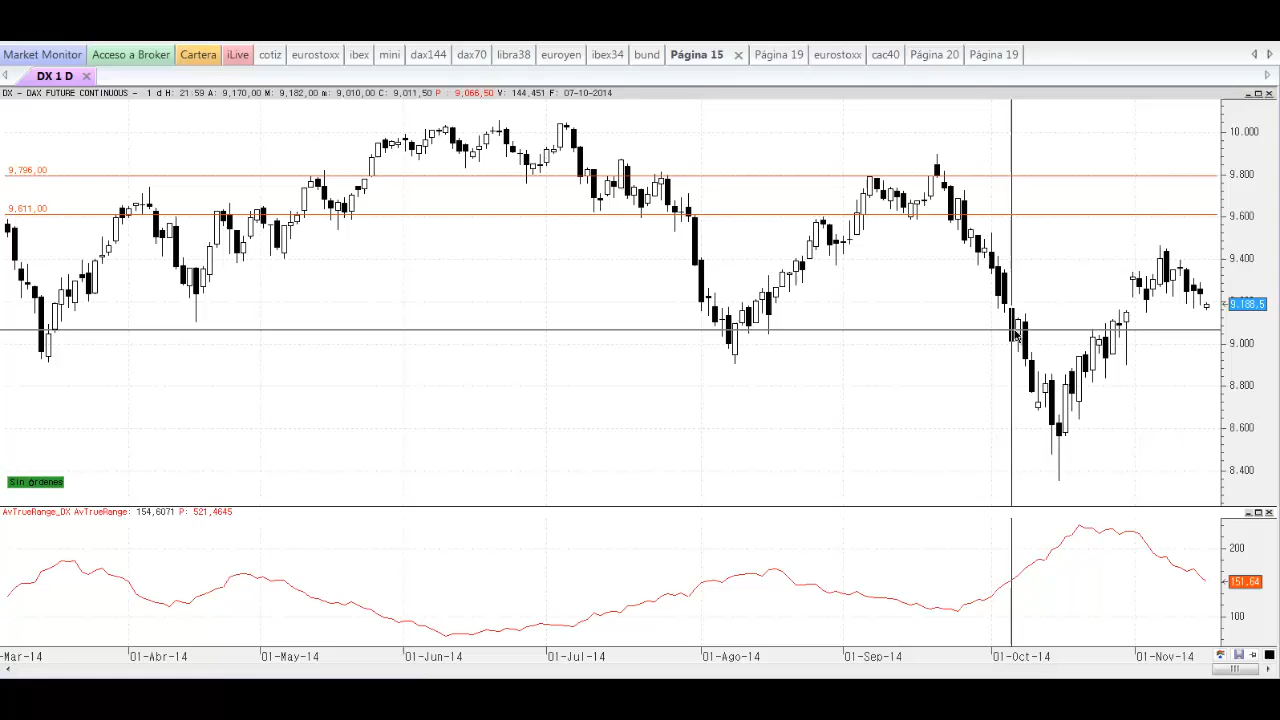 Market Monitor Acceso a Broker Cartera iLive cotiz eurostoxx ibex mini dax144 dax70 libra38 euroyen ibex34 bund Página 15 Página 19 eurostoxx cac40 Página 20 Página 19
DX 1 D
DX - DAX FUTURE CONTINUOUS - 1 d H: 21:59 A: 9,170,00 M: 9,182,00 m: 9,010,00 C: 9,011,50 P : 9,066,50 V: 144.451 F: 07-10-2014
10.000
9,796,00
9.800
9,611,00
9.600
9.400
9.188,5
9.000
8.800
8.600
8.400
Sin órdenes
AvTrueRange_DX AvTrueRange: 154,6071 P: 521,4645
200
151.64
100
-Mar-14 01-Abr-14 01-May-14 01-Jun-14 01-Jul-14 01-Ago-14 01-Sep-14 01-Oct-14 01-Nov-14